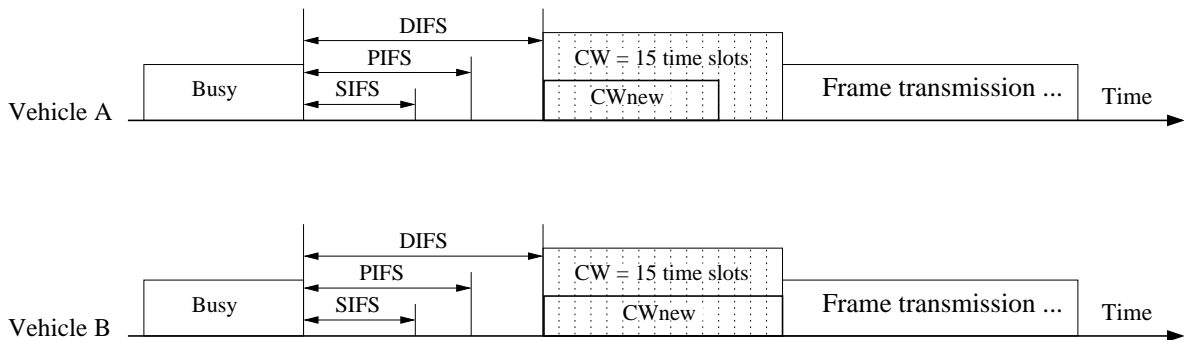 DIFS
PIFS
CW = 15 time slots
Busy
SIFS
CWnew
Frame transmission ...
Time
Vehicle A
DIFS
PIFS
CW = 15 time slots
Busy
SIFS
CWnew
Frame transmission ...
Time
Vehicle B